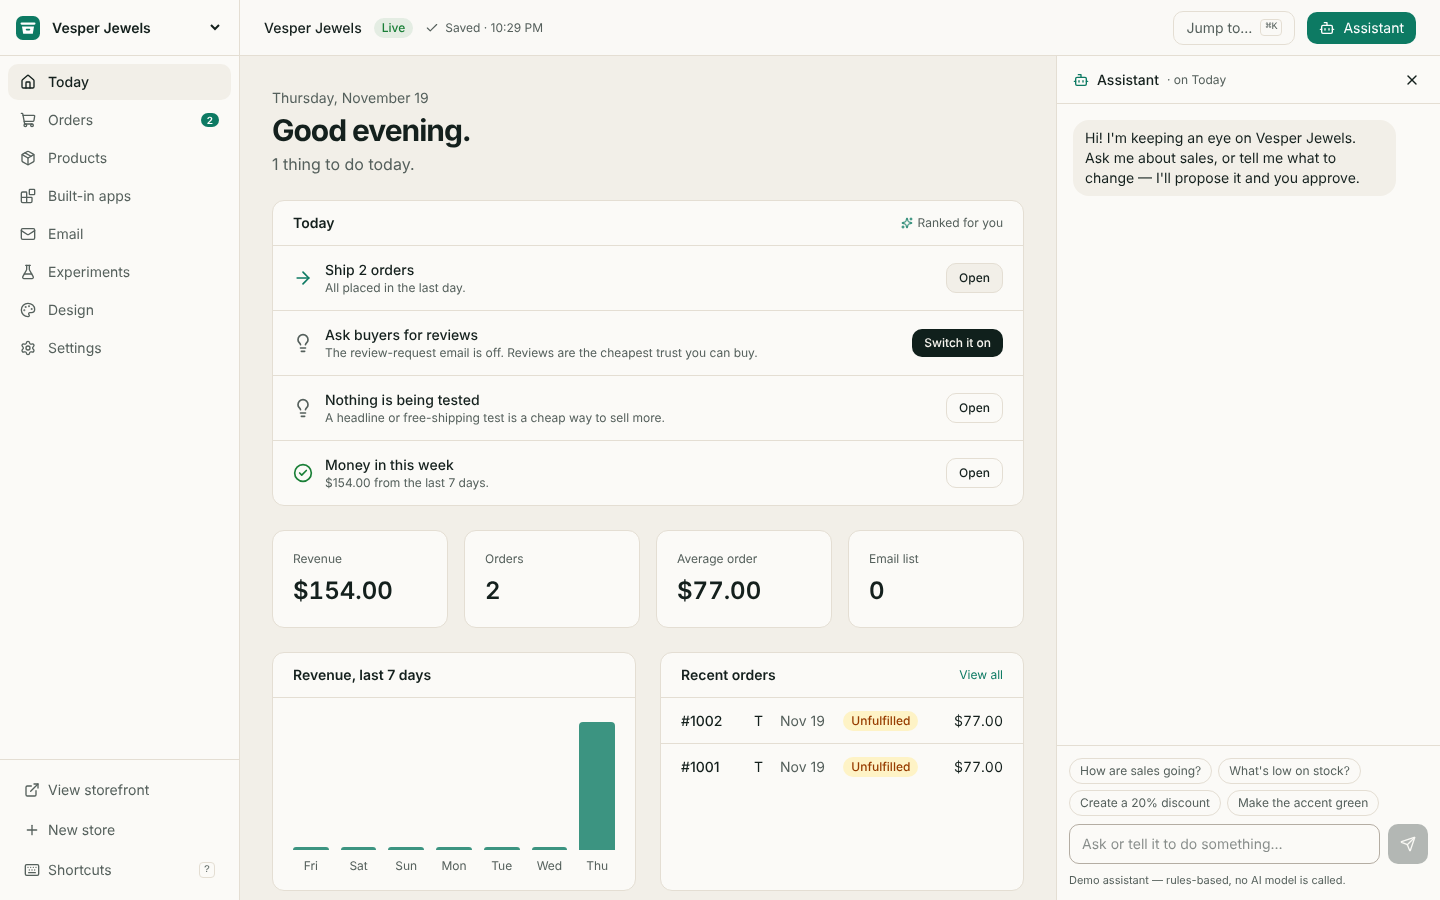 Vesper Jewels
Today
Orders 2
Products
Built-in apps
Email
Experiments
Design
Settings
View storefront
New store
Shortcuts ?
Vesper Jewels Live Saved · 10:29 PM
Jump to... ⌘K Assistant
Thursday, November 19
Good evening.
1 thing to do today.
Today Ranked for you
Ship 2 orders
All placed in the last day.
Open
Ask buyers for reviews
The review-request email is off. Reviews are the cheapest trust you can buy.
Switch it on
Nothing is being tested
A headline or free-shipping test is a cheap way to sell more.
Open
Money in this week
$154.00 from the last 7 days.
Open
Revenue
$154.00
Orders
2
Average order
$77.00
Email list
0
Revenue, last 7 days
Fri Sat Sun Mon Tue Wed Thu
Recent orders View all
#1002 T Nov 19 Unfulfilled $77.00
#1001 T Nov 19 Unfulfilled $77.00
Assistant · on Today
Hi! I'm keeping an eye on Vesper Jewels.
Ask me about sales, or tell me what to
change — I'll propose it and you approve.
How are sales going? What's low on stock?
Create a 20% discount Make the accent green
Ask or tell it to do something...
Demo assistant — rules-based, no AI model is called.